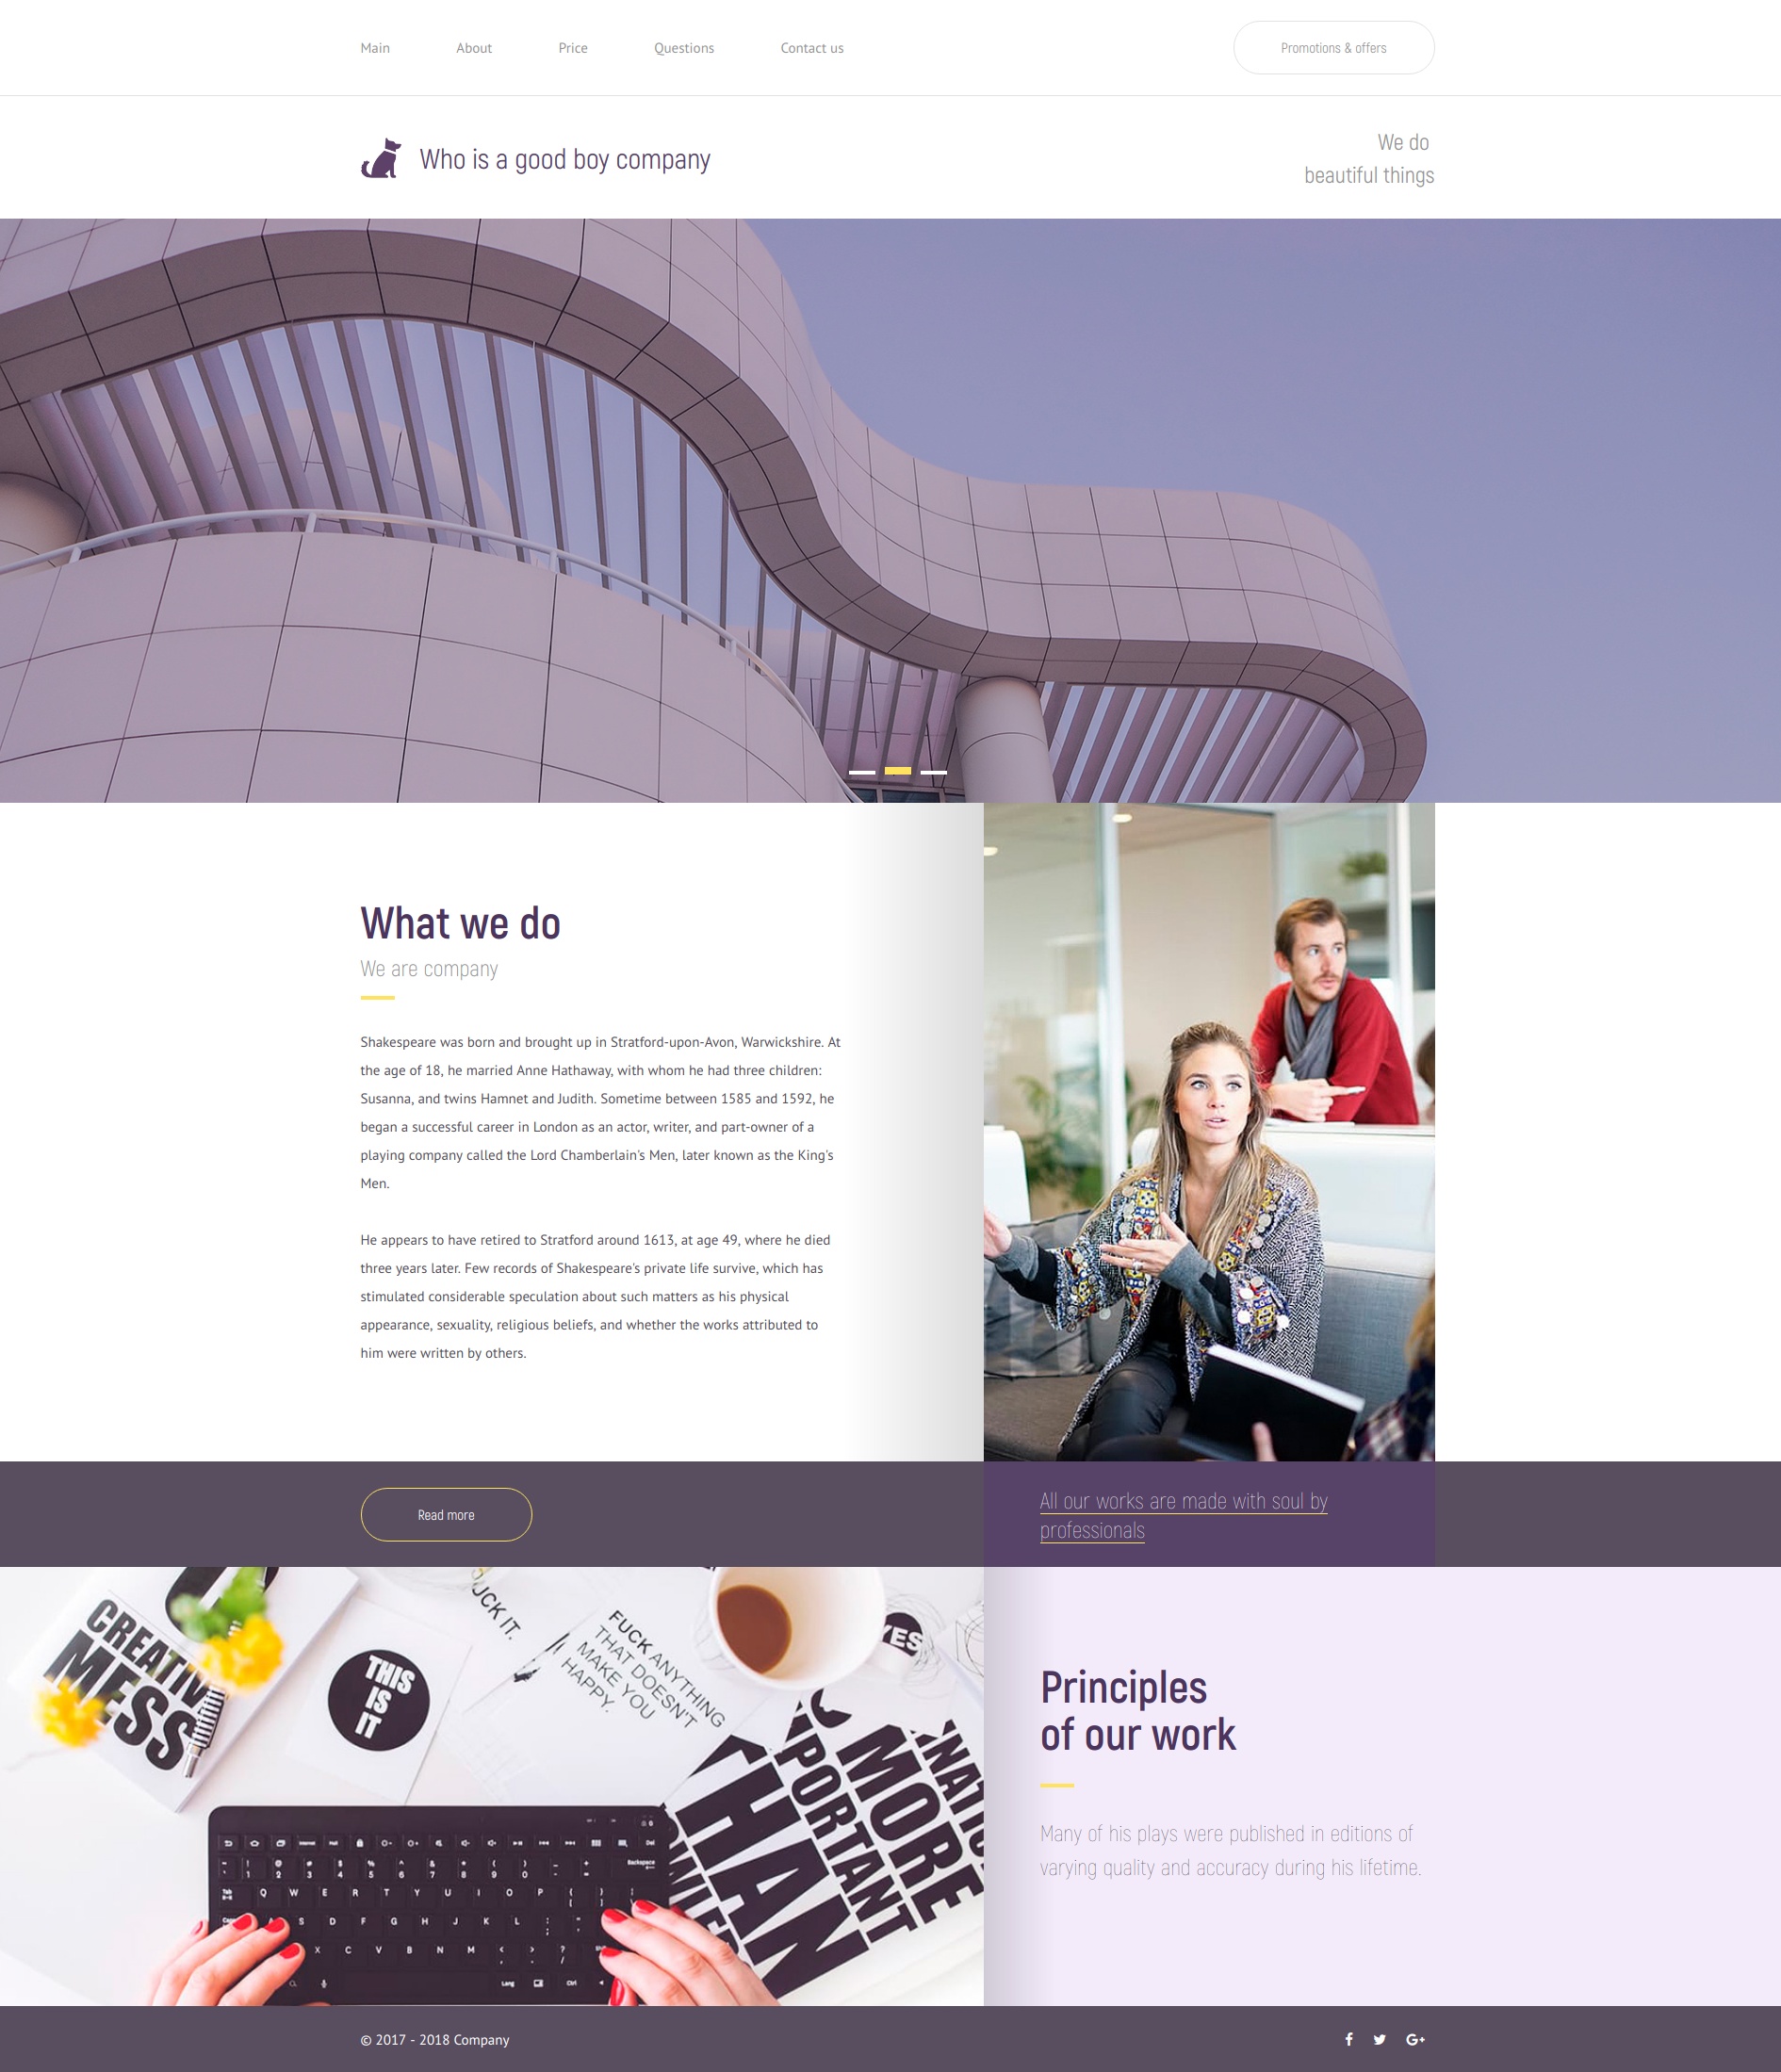 Main
About
Price
Questions
Contact us
Promotions & offers
Who is a good boy company
We do
beautiful things
What we do
We are company
Shakespeare was born and brought up in Stratford-upon-Avon, Warwickshire. At
the age of 18, he married Anne Hathaway, with whom he had three children:
Susanna, and twins Hamnet and Judith. Sometime between 1585 and 1592, he
began a successful career in London as an actor, writer, and part-owner of a
playing company called the Lord Chamberlain's Men, later known as the King's
Men.
He appears to have retired to Stratford around 1613, at age 49, where he died
three years later. Few records of Shakespeare's private life survive, which has
stimulated considerable speculation about such matters as his physical
appearance, sexuality, religious beliefs, and whether the works attributed to
him were written by others.
Read more
All our works are made with soul by
professionals
CREATIV
MESS
THIS
IS
IT
UCK IT.
FUCK ANYTHING
THAT DOESN'T
MAKE YOU
HAPPY.
YES
HAN
PORTANT
MORE
Backspace
Tab
Q W E R T Y U I O P
S D F G H J K L
X C V B N M
Lang
Ctrl
Principles
of our work
Many of his plays were published in editions of
varying quality and accuracy during his lifetime.
© 2017 - 2018 Company